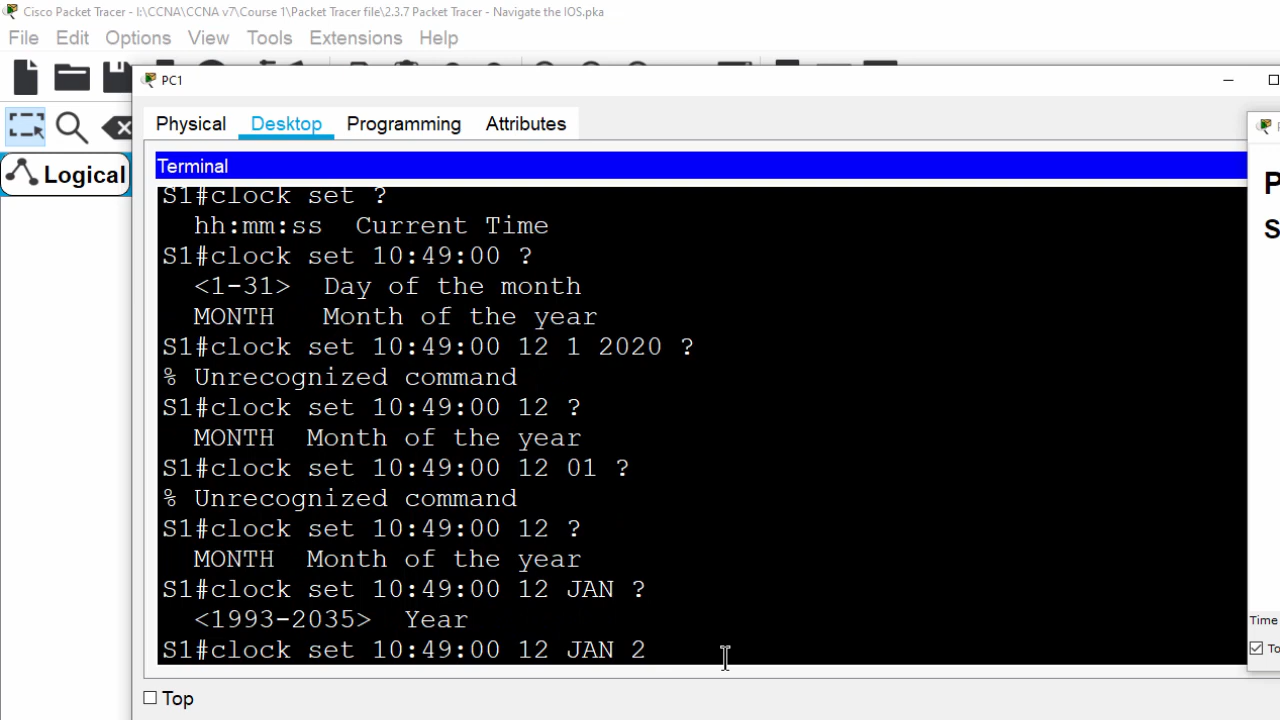 Cisco Packet Tracer - I:\CCNA\CCNA v7\Course 1\Packet Tracer file\2.3.7 Packet Tracer - Navigate the IOS.pka
File Edit Options View Tools Extensions Help
PC1
Physical Desktop Programming Attributes
Logical
Terminal
S1#clock set ?
hh:mm:ss Current Time
S1#clock set 10:49:00 ?
<1-31> Day of the month
MONTH Month of the year
S1#clock set 10:49:00 12 1 2020 ?
% Unrecognized command
S1#clock set 10:49:00 12 ?
MONTH Month of the year
S1#clock set 10:49:00 12 01 ?
% Unrecognized command
S1#clock set 10:49:00 12 ?
MONTH Month of the year
S1#clock set 10:49:00 12 JAN ?
<1993-2035> Year
S1#clock set 10:49:00 12 JAN 2
Top
Time